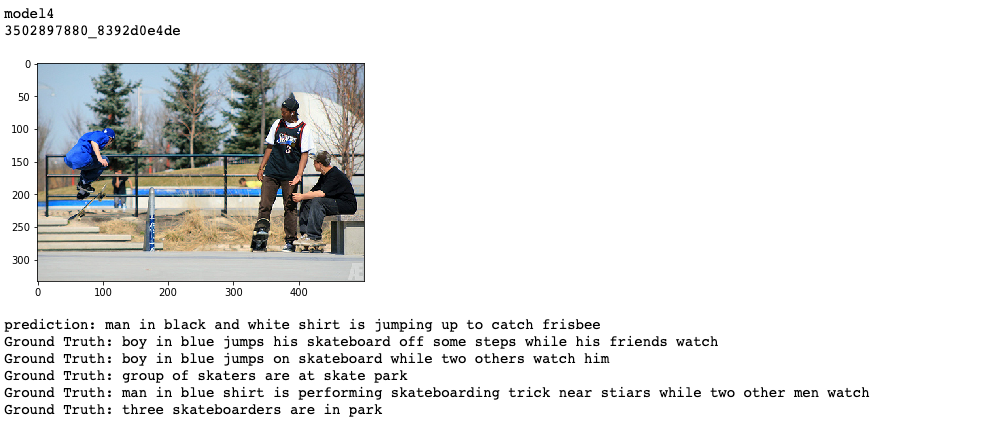 model4
3502897880_8392d0e4de
0
50
100
150
200
250
300
0 100 200 300 400
3
prediction: man in black and white shirt is jumping up to catch frisbee
Ground Truth: boy in blue jumps his skateboard off some steps while his friends watch
Ground Truth: boy in blue jumps on skateboard while two others watch him
Ground Truth: group of skaters are at skate park
Ground Truth: man in blue shirt is performing skateboarding trick near stiars while two other men watch
Ground Truth: three skateboarders are in park